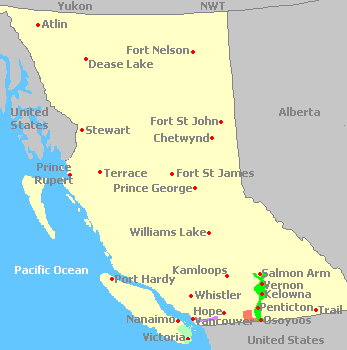 Yukon
NWT
Atlin
Fort Nelson
Dease Lake
United
States
Alberta
Fort St John
Stewart
Chetwynd
Prince
Rupert
Terrace
Fort St James
Prince George
Williams Lake
Pacific Ocean
Kamloops
Salmon Arm
Port Hardy
Vernon
Whistler
Kelowna
Hope
Penticton
Trail
Nanaimo
Vancouver
Osoyoos
Victoria
United States